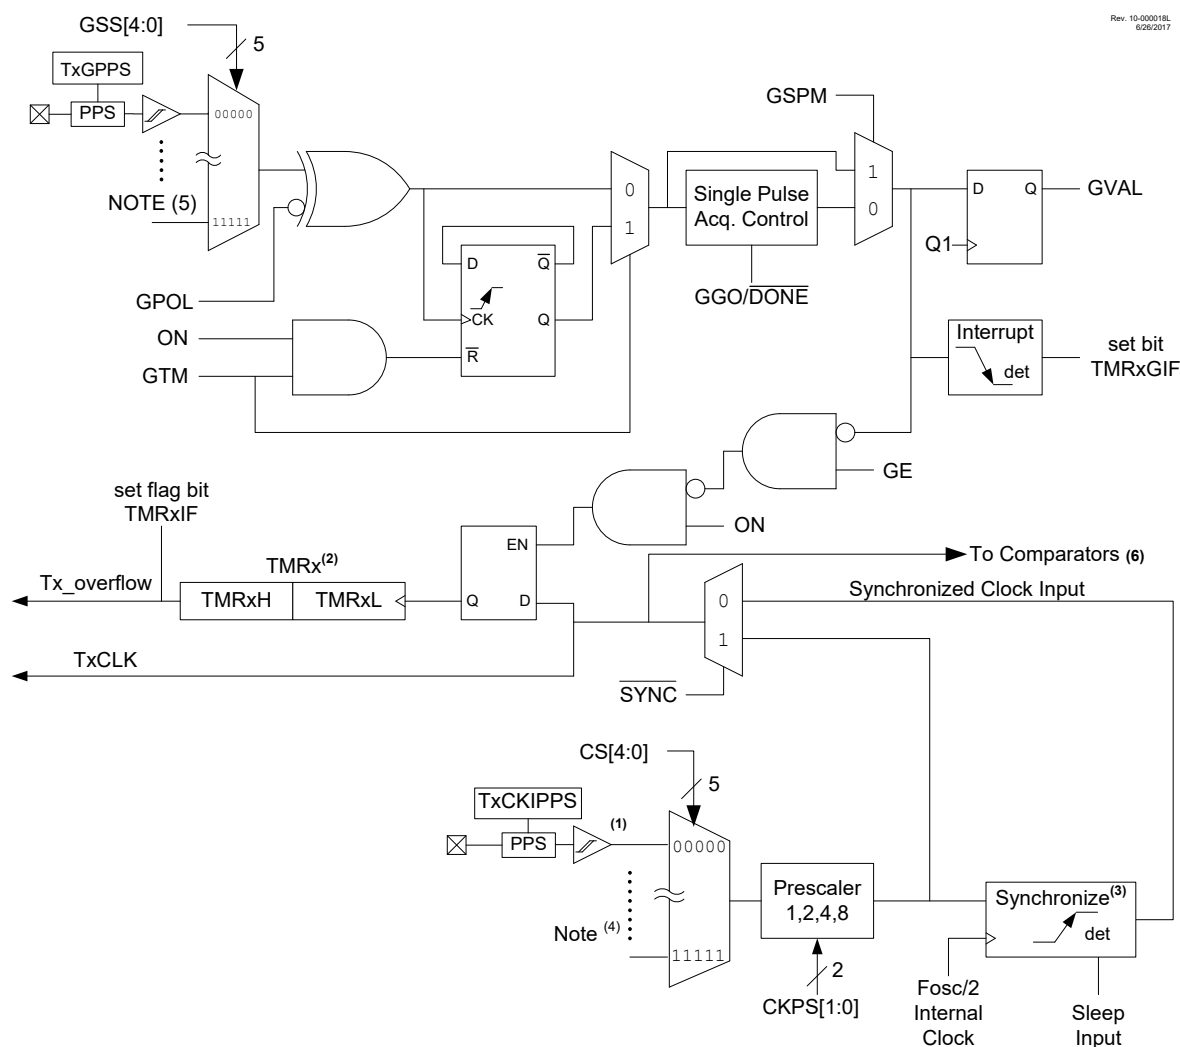 Rev. 10-000018L
6/26/2017
GSS[4:0]
5
TxGPPS
PPS
00000
NOTE (5)
11111
GPOL
ON
GTM
D
Q
CK
Q
R
0
1
GSPM
Single Pulse
Acq. Control
GGO/DONE
1
0
D
Q
Q1
GVAL
Interrupt
det
set bit
TMRxGIF
GE
ON
set flag bit
TMRxIF
Tx_overflow
TMRx(2)
TMRxH
TMRxL
EN
Q
D
TxCLK
To Comparators (6)
Synchronized Clock Input
0
1
SYNC
CS[4:0]
5
TxCKIPPS
PPS
(1)
00000
Note (4)
11111
Prescaler
1,2,4,8
2
CKPS[1:0]
Synchronize(3)
det
Fosc/2
Internal
Clock
Sleep
Input